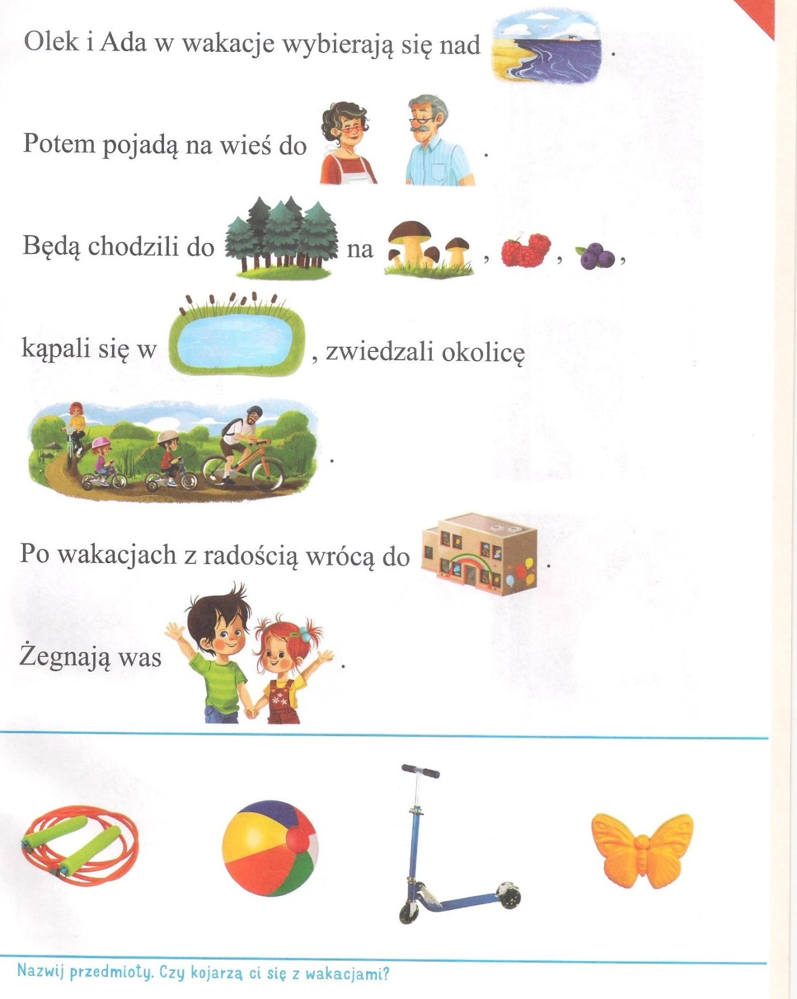 Olek i Ada w wakacje wybierają się nad .
Potem pojadą na wieś do .
Będą chodzili do na , , ,
kąpali się w , zwiedzali okolicę
.
Po wakacjach z radością wrócą do .
Żegnają was .
Nazwij przedmioty. Czy kojarzą ci się z wakacjami?